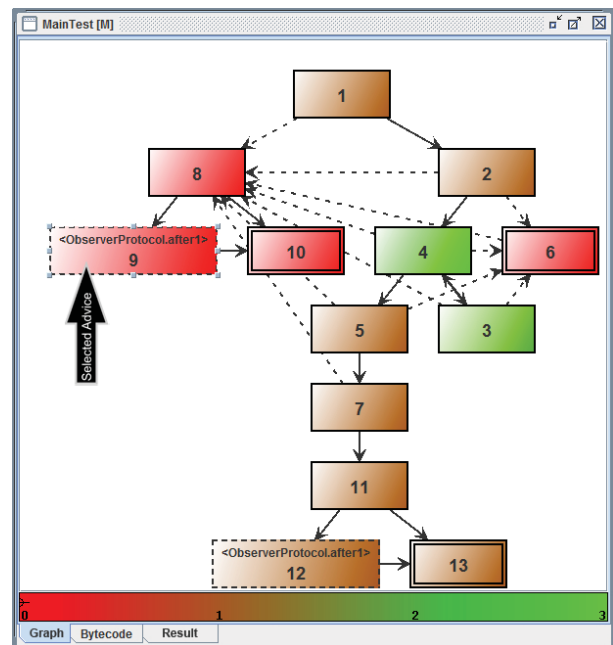 MainTest [M]
1
8
2
<ObserverProtocol.after1>
9
10
4
6
Selected Advice
5
3
7
11
<ObserverProtocol.after1>
12
13
0 1 2 3
Graph Bytecode Result